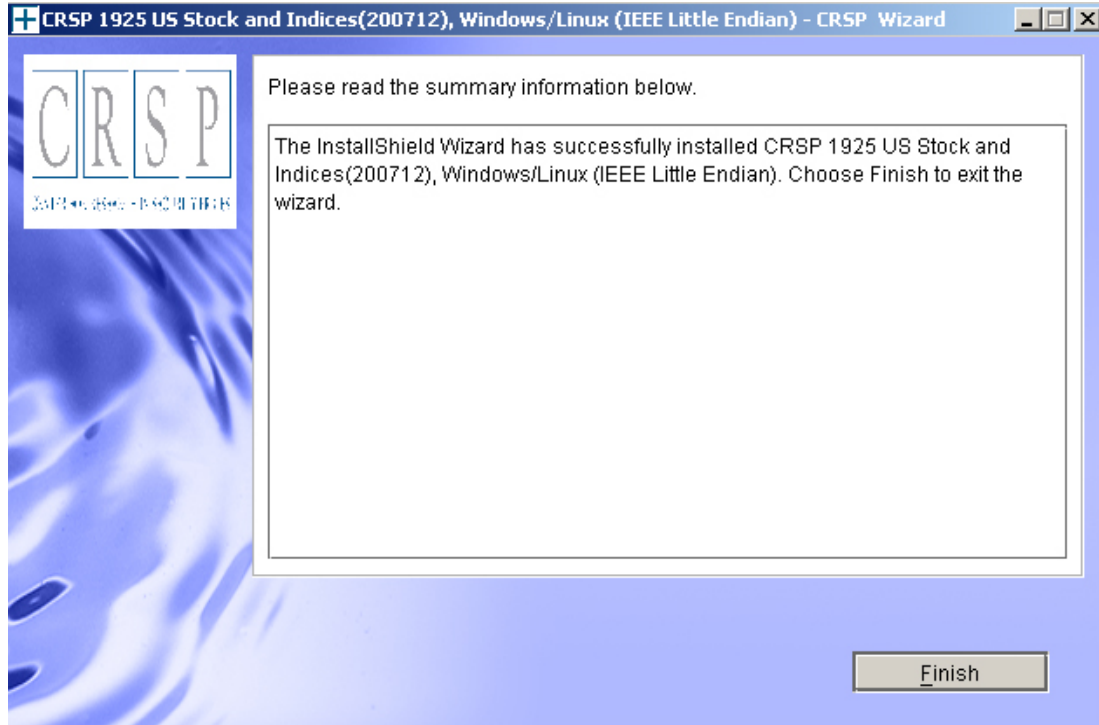 CRSP 1925 US Stock and Indices(200712), Windows/Linux (IEEE Little Endian) - CRSP Wizard
CRSP
Please read the summary information below.
The InstallShield Wizard has successfully installed CRSP 1925 US Stock and
Indices(200712), Windows/Linux (IEEE Little Endian). Choose Finish to exit the
wizard.
Finish